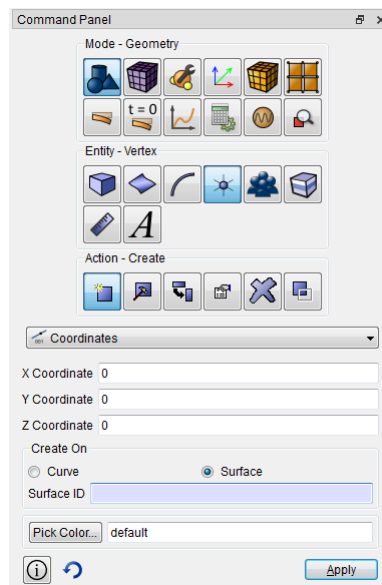 Command Panel
Mode - Geometry
t = 0
Entity - Vertex
A
Action - Create
Coordinates
X Coordinate 0
Y Coordinate 0
Z Coordinate 0
Create On
Curve Surface
Surface ID
Pick Color... default
Apply